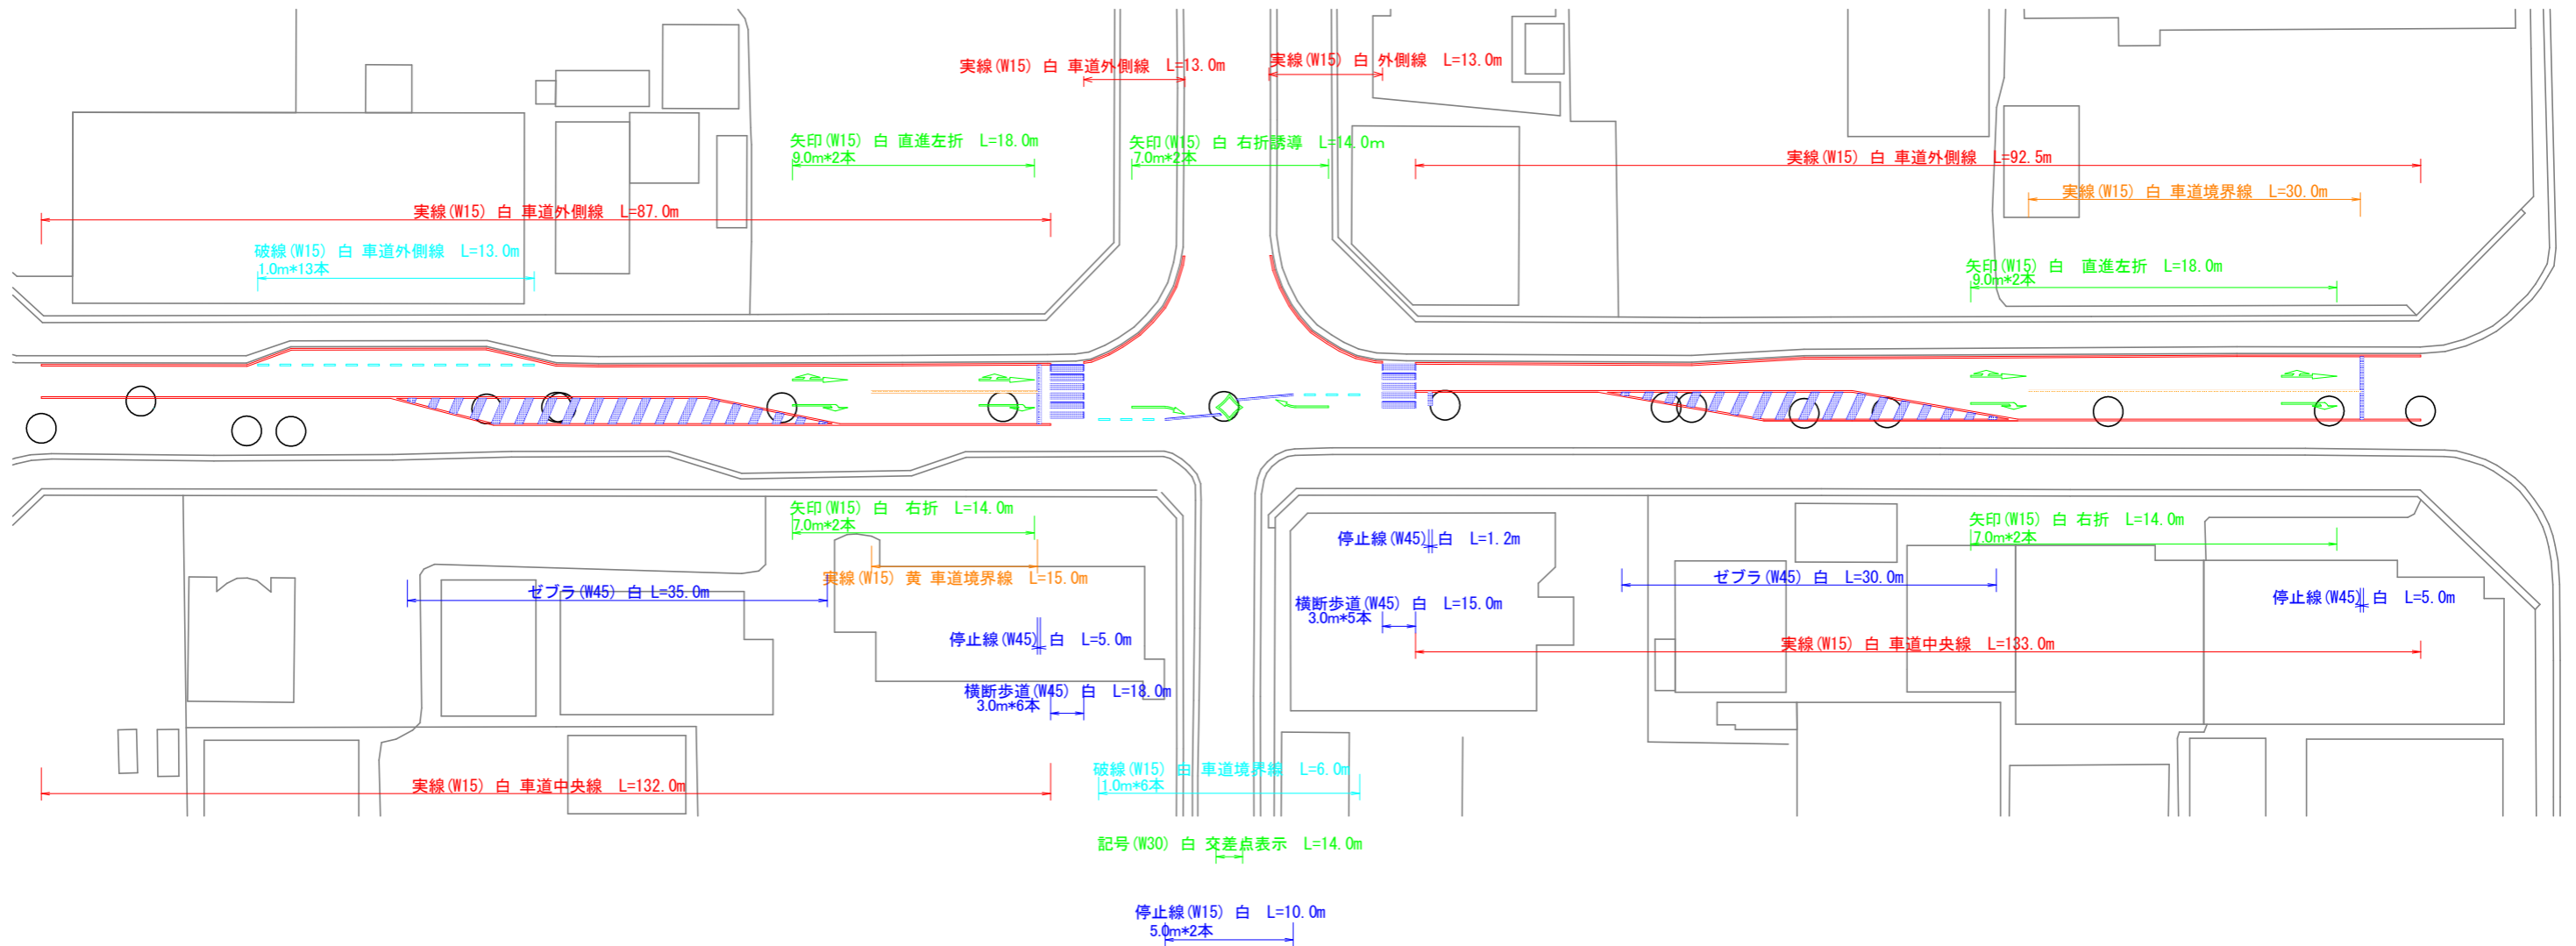 実線(W15) 白 車道外側線　L=13.0m
実線(W15) 白 外側線　L=13.0m
矢印(W15) 白 直進左折　L=18.0m
9.0m*2本
矢印(W15) 白 右折誘導　L=14.0ｍ
7.0m*2本
実線(W15) 白 車道外側線　L=92.5m
実線(W15) 白 車道境界線　L=30.0m
実線(W15) 白 車道外側線　L=87.0m
破線(W15) 白 車道外側線　L=13.0m
1.0m*13本
矢印(W15) 白　直進左折　L=18.0m
9.0m*2本
矢印(W15) 白　右折　L=14.0m
7.0m*2本
停止線(W45) 白　L=1.2m
矢印(W15) 白 右折　L=14.0m
7.0m*2本
実線(W15) 黄 車道境界線　L=15.0m
ゼブラ(W45) 白 L=35.0m
ゼブラ(W45) 白　L=30.0m
横断歩道(W45) 白　L=15.0m
3.0m*5本
停止線(W45) 白　L=5.0m
停止線(W45) 白　L=5.0m
実線(W15) 白 車道中央線　L=133.0m
横断歩道(W45) 白　L=18.0m
3.0m*6本
破線(W15) 白 車道境界線　L=6.0m
1.0m*6本
実線(W15) 白 車道中央線　L=132.0m
記号(W30) 白 交差点表示　L=14.0m
停止線(W15) 白　L=10.0m
5.0m*2本